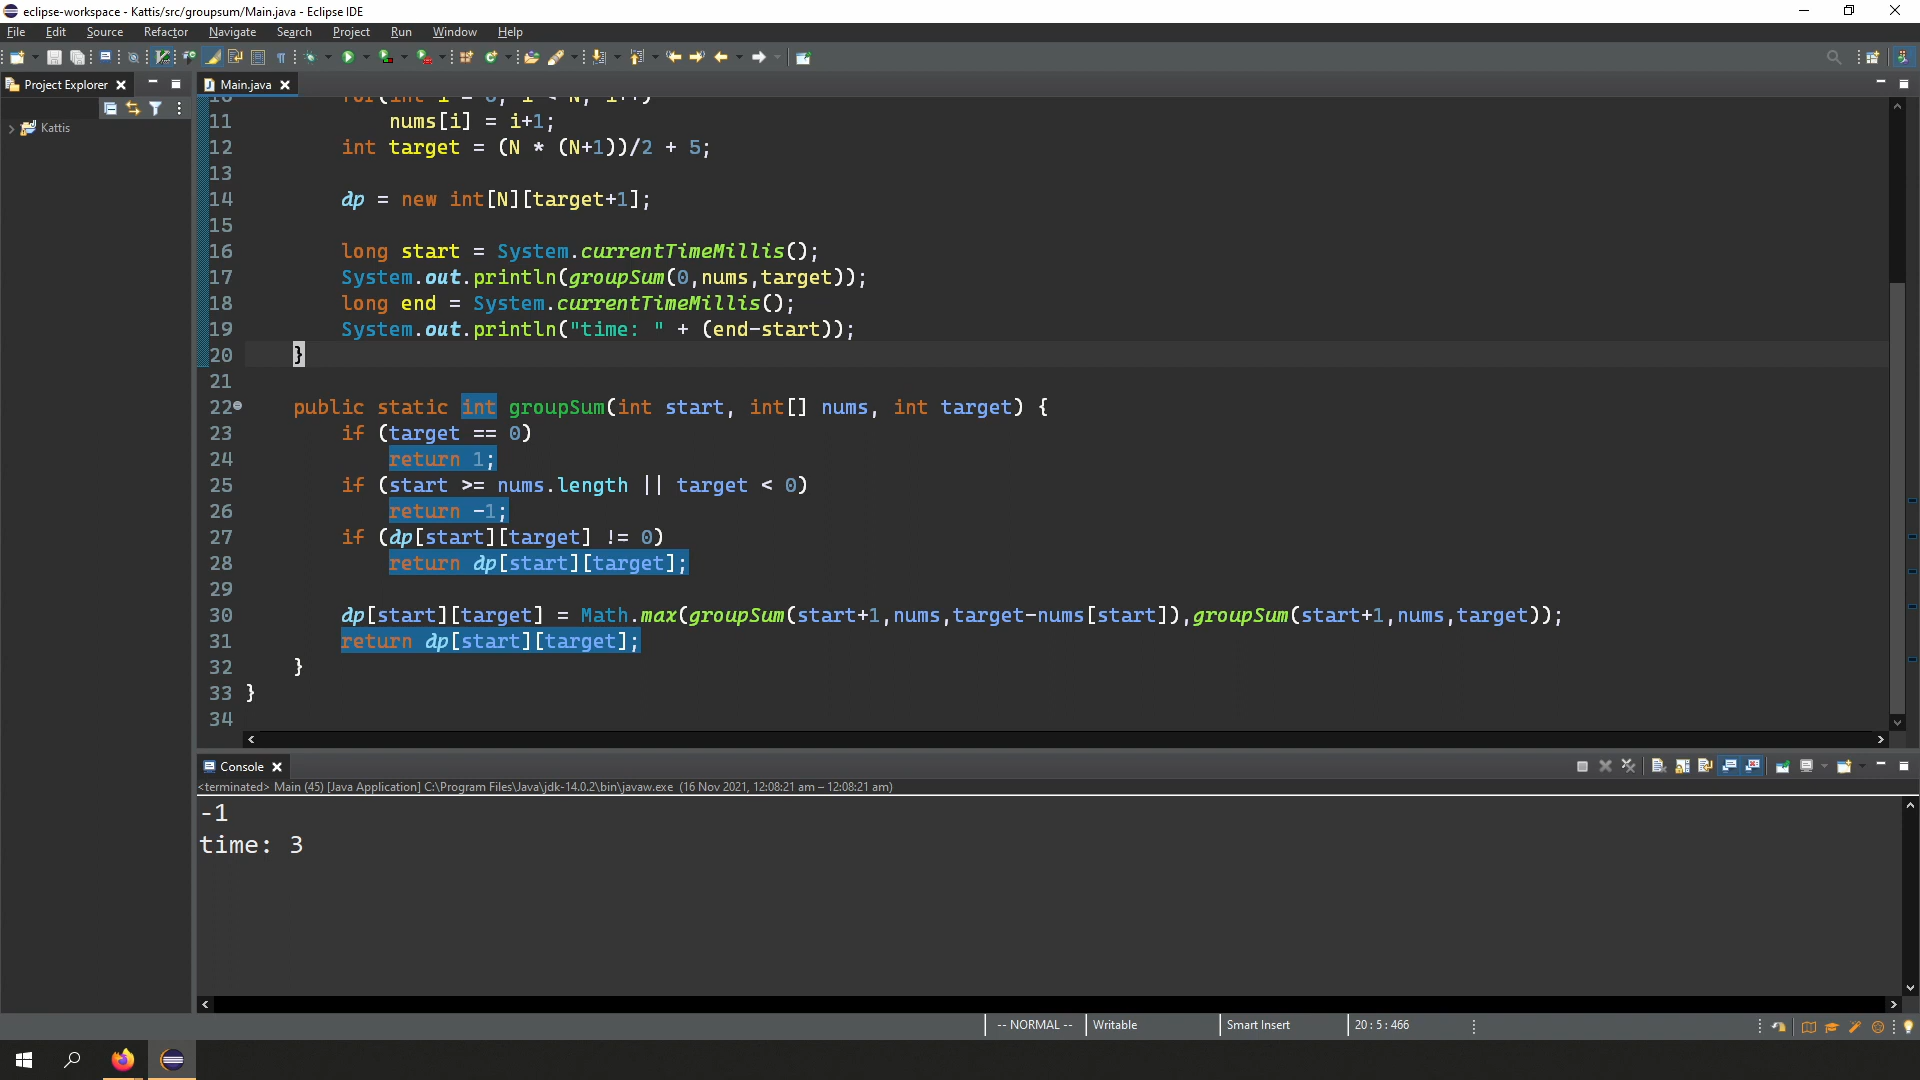 eclipse-workspace - Kattis/src/groupsum/Main.java - Eclipse IDE
File Edit Source Refactor Navigate Search Project Run Window Help
Project Explorer
Main.java
Kattis
10 for(int i = 0; i < N; i++)
11 nums[i] = i+1;
12 int target = (N * (N+1))/2 + 5;
13
14 dp = new int[N][target+1];
15
16 long start = System.currentTimeMillis();
17 System.out.println(groupSum(0,nums,target));
18 long end = System.currentTimeMillis();
19 System.out.println("time: " + (end-start));
20 }
21
22 public static int groupSum(int start, int[] nums, int target) {
23 if (target == 0)
24 return 1;
25 if (start >= nums.length || target < 0)
26 return -1;
27 if (dp[start][target] != 0)
28 return dp[start][target];
29
30 dp[start][target] = Math.max(groupSum(start+1,nums,target-nums[start]),groupSum(start+1,nums,target));
31 return dp[start][target];
32 }
33 }
34
Console
<terminated> Main (45) [Java Application] C:\Program Files\Java\jdk-14.0.2\bin\javaw.exe (16 Nov 2021, 12:08:21 am – 12:08:21 am)
-1
time: 3
-- NORMAL -- Writable Smart Insert 20 : 5 : 466